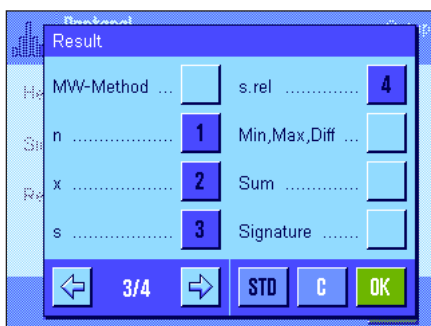 Result
MW-Method ...
n .................. 1
x .................. 2
s .................. 3
s.rel ............. 4
Min,Max,Diff ...
Sum .............
Signature .......
3/4
STD C OK